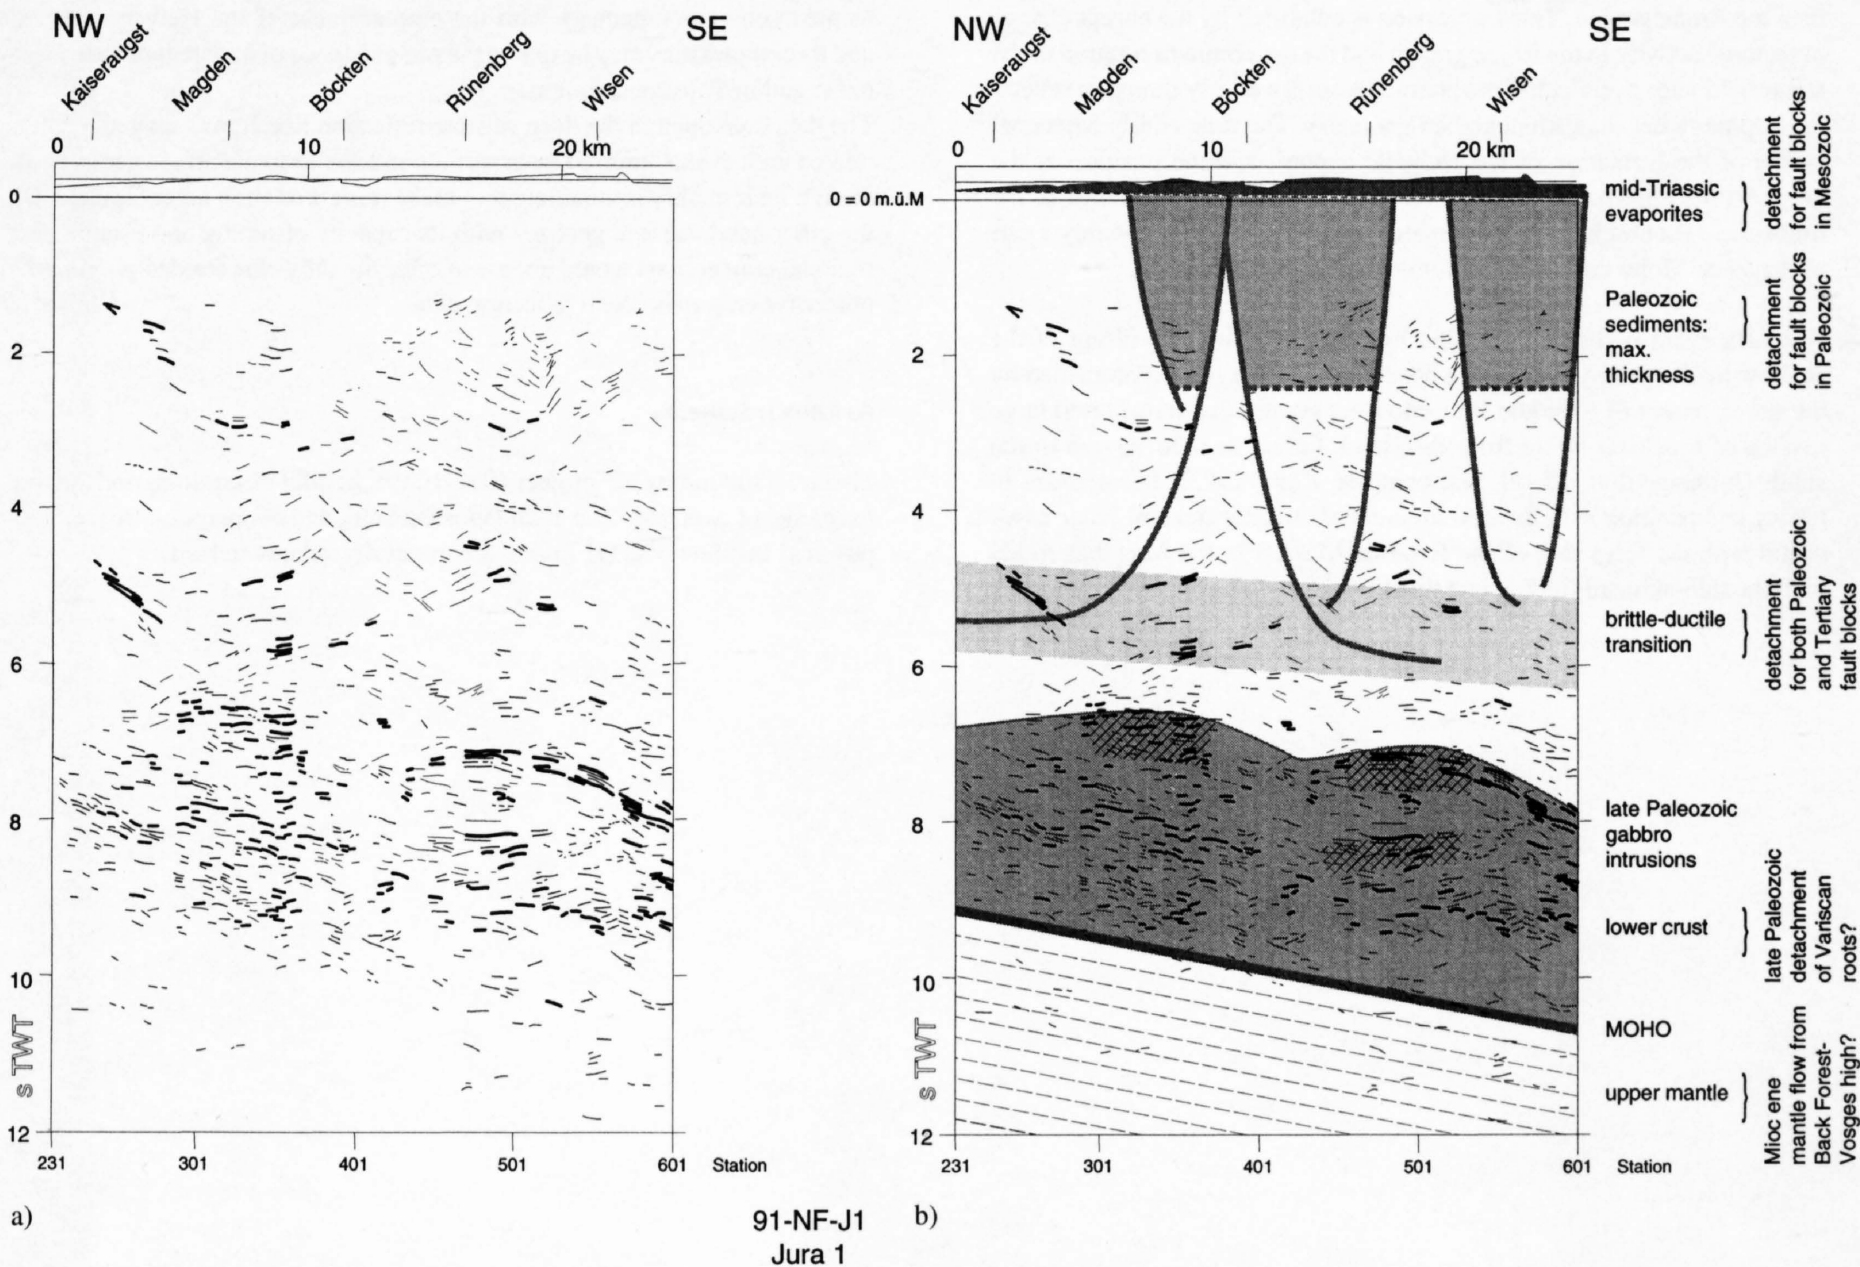 NW
SE
Kaiseraugst
Magden
Böckten
Rünenberg
Wisen
0
10
20 km
0
2
4
6
8
10
12
s TWT
231
301
401
501
601
Station
a)
91-NF-J1
Jura 1
NW
SE
Kaiseraugst
Magden
Böckten
Rünenberg
Wisen
0
10
20 km
0 = 0 m.ü.M
2
4
6
8
10
12
s TWT
231
301
401
501
601
Station
b)
mid-Triassic
evaporites
detachment
for fault blocks
in Mesozoic
Paleozoic
sediments:
max.
thickness
detachment
for fault blocks
in Paleozoic
brittle-ductile
transition
detachment
for both Paleozoic
and Tertiary
fault blocks
late Paleozoic
gabbro
intrusions
lower crust
late Paleozoic
detachment
of Variscan
roots?
MOHO
upper mantle
Mioc ene
mantle flow from
Back Forest-
Vosges high?